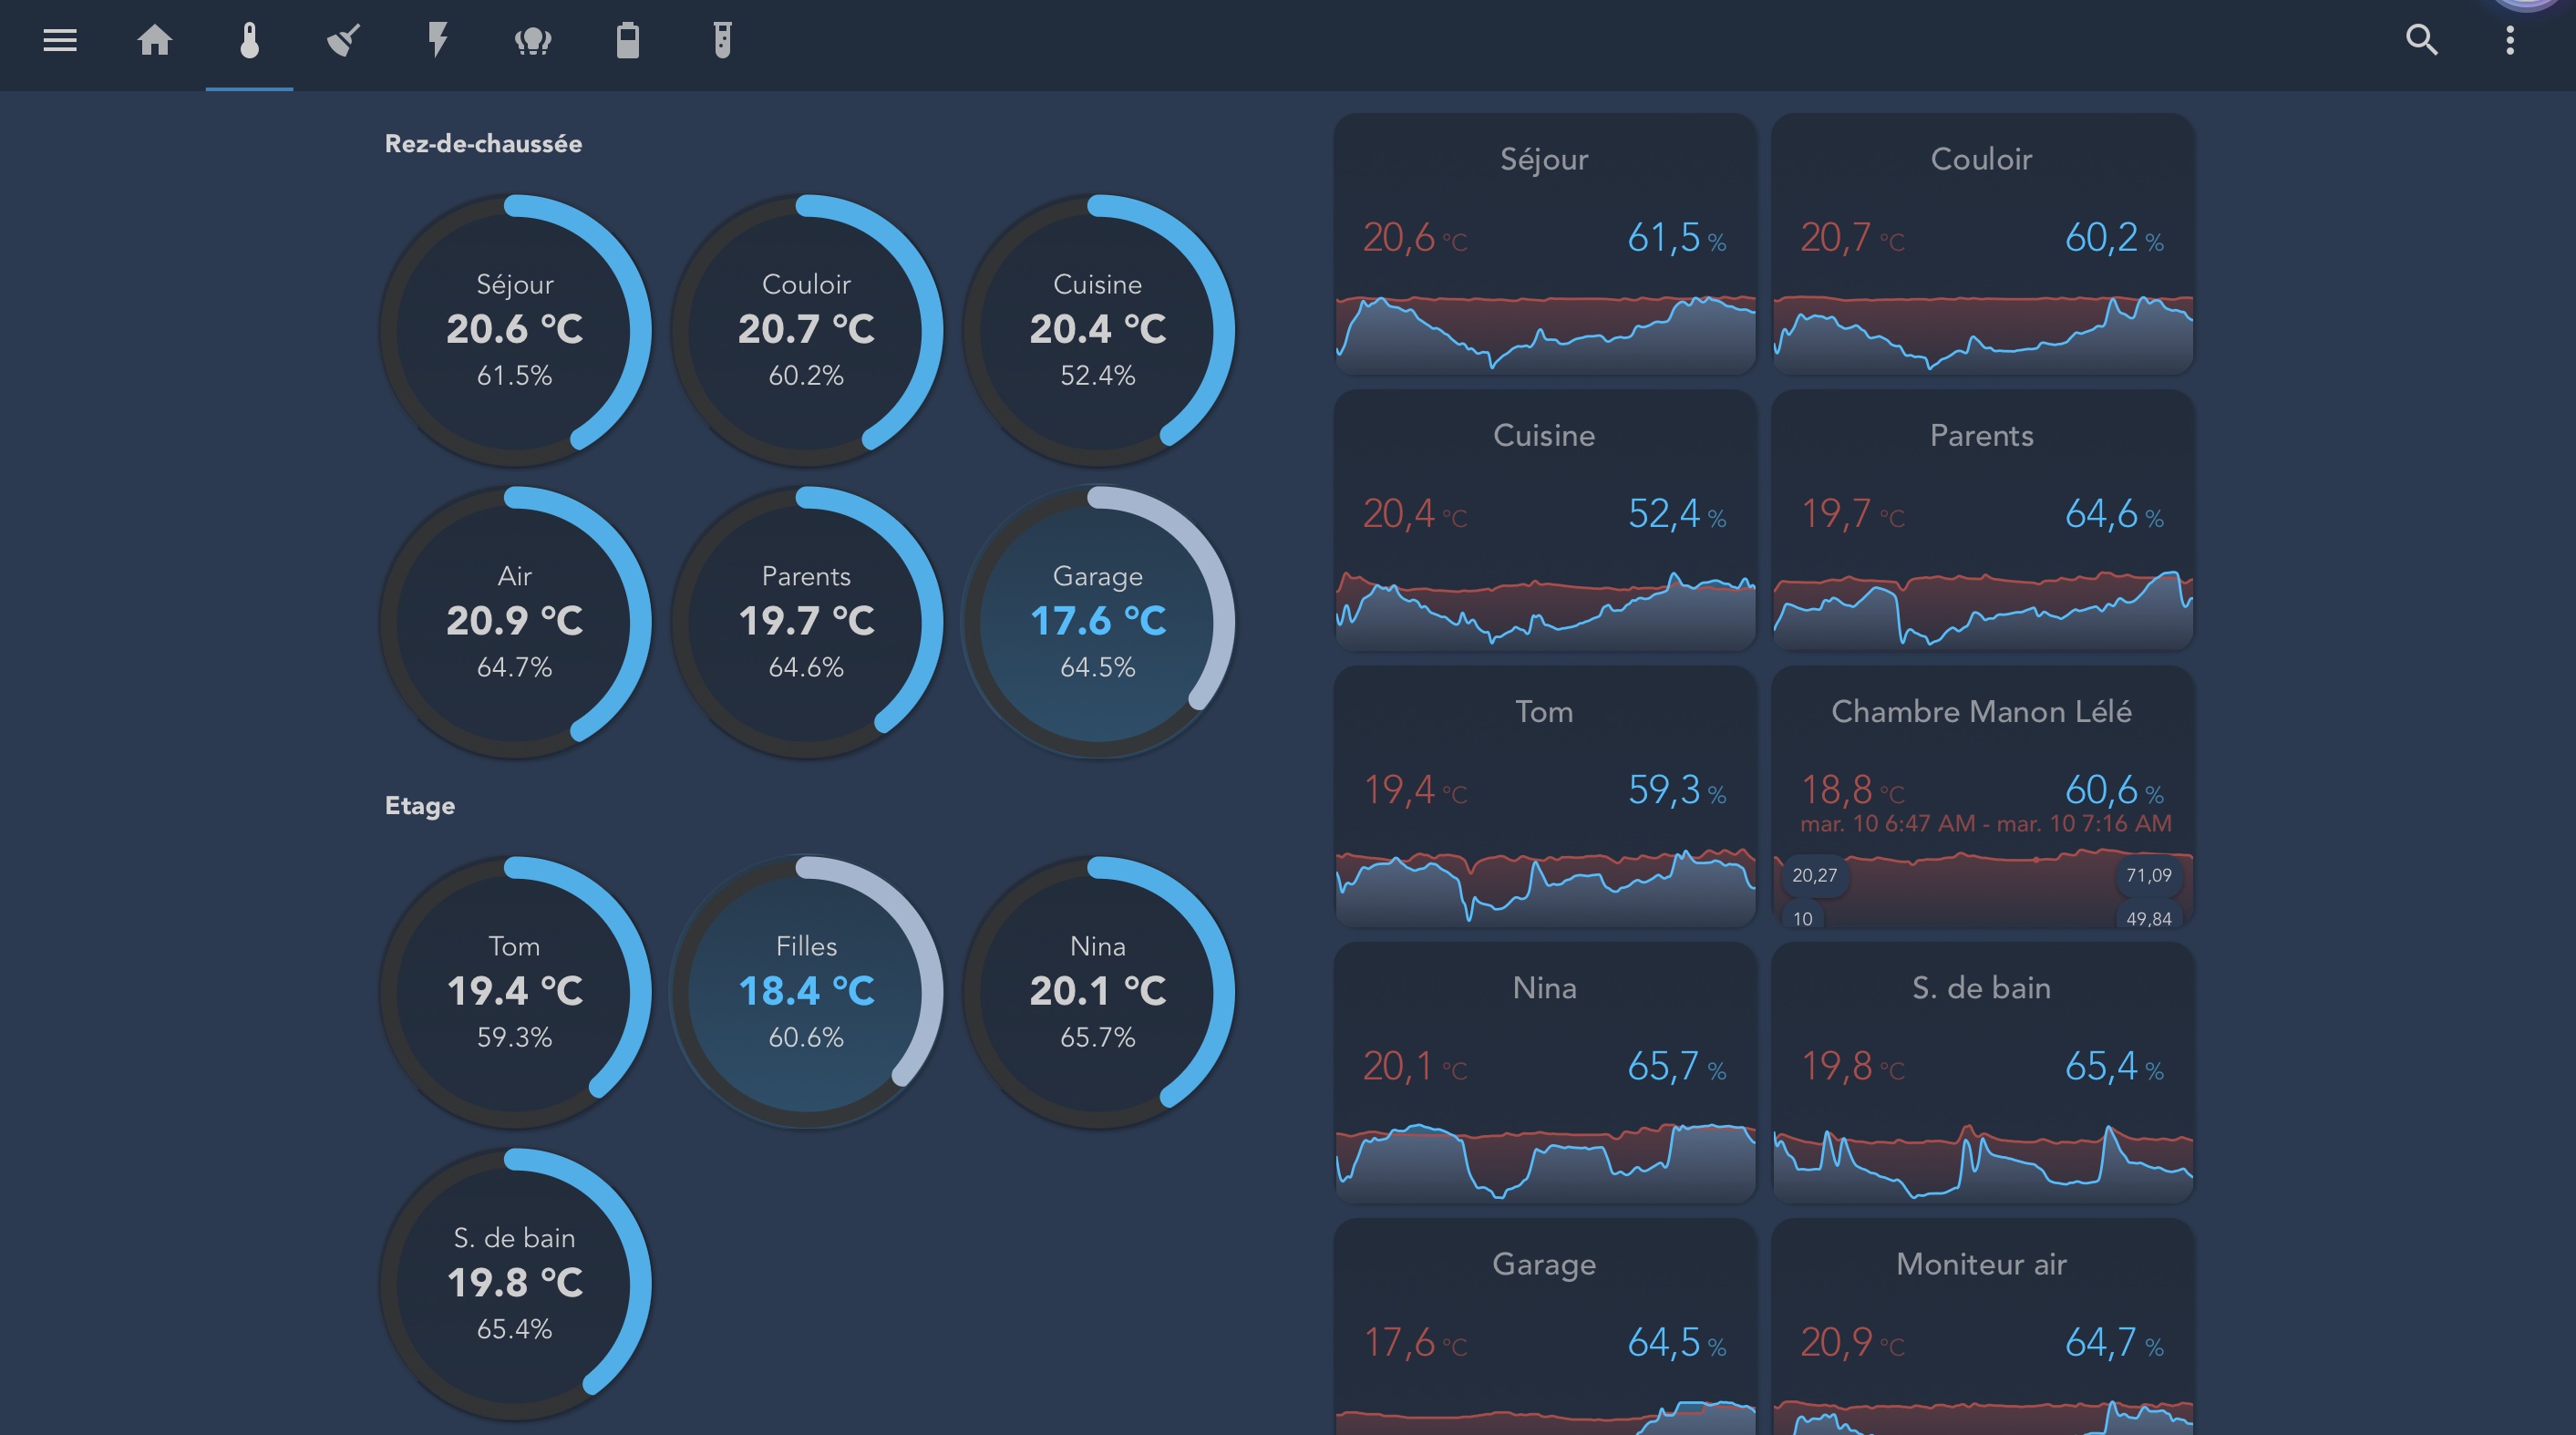 Rez-de-chaussée
Séjour
20.6 °C
61.5%
Couloir
20.7 °C
60.2%
Cuisine
20.4 °C
52.4%
Air
20.9 °C
64.7%
Parents
19.7 °C
64.6%
Garage
17.6 °C
64.5%
Etage
Tom
19.4 °C
59.3%
Filles
18.4 °C
60.6%
Nina
20.1 °C
65.7%
S. de bain
19.8 °C
65.4%
Séjour
20,6 °C 61,5 %
Couloir
20,7 °C 60,2 %
Cuisine
20,4 °C 52,4 %
Parents
19,7 °C 64,6 %
Tom
19,4 °C 59,3 %
Chambre Manon Lélé
18,8 °C 60,6 %
mar. 10 6:47 AM - mar. 10 7:16 AM
20,27 71,09
10 49,84
Nina
20,1 °C 65,7 %
S. de bain
19,8 °C 65,4 %
Garage
17,6 °C 64,5 %
Moniteur air
20,9 °C 64,7 %